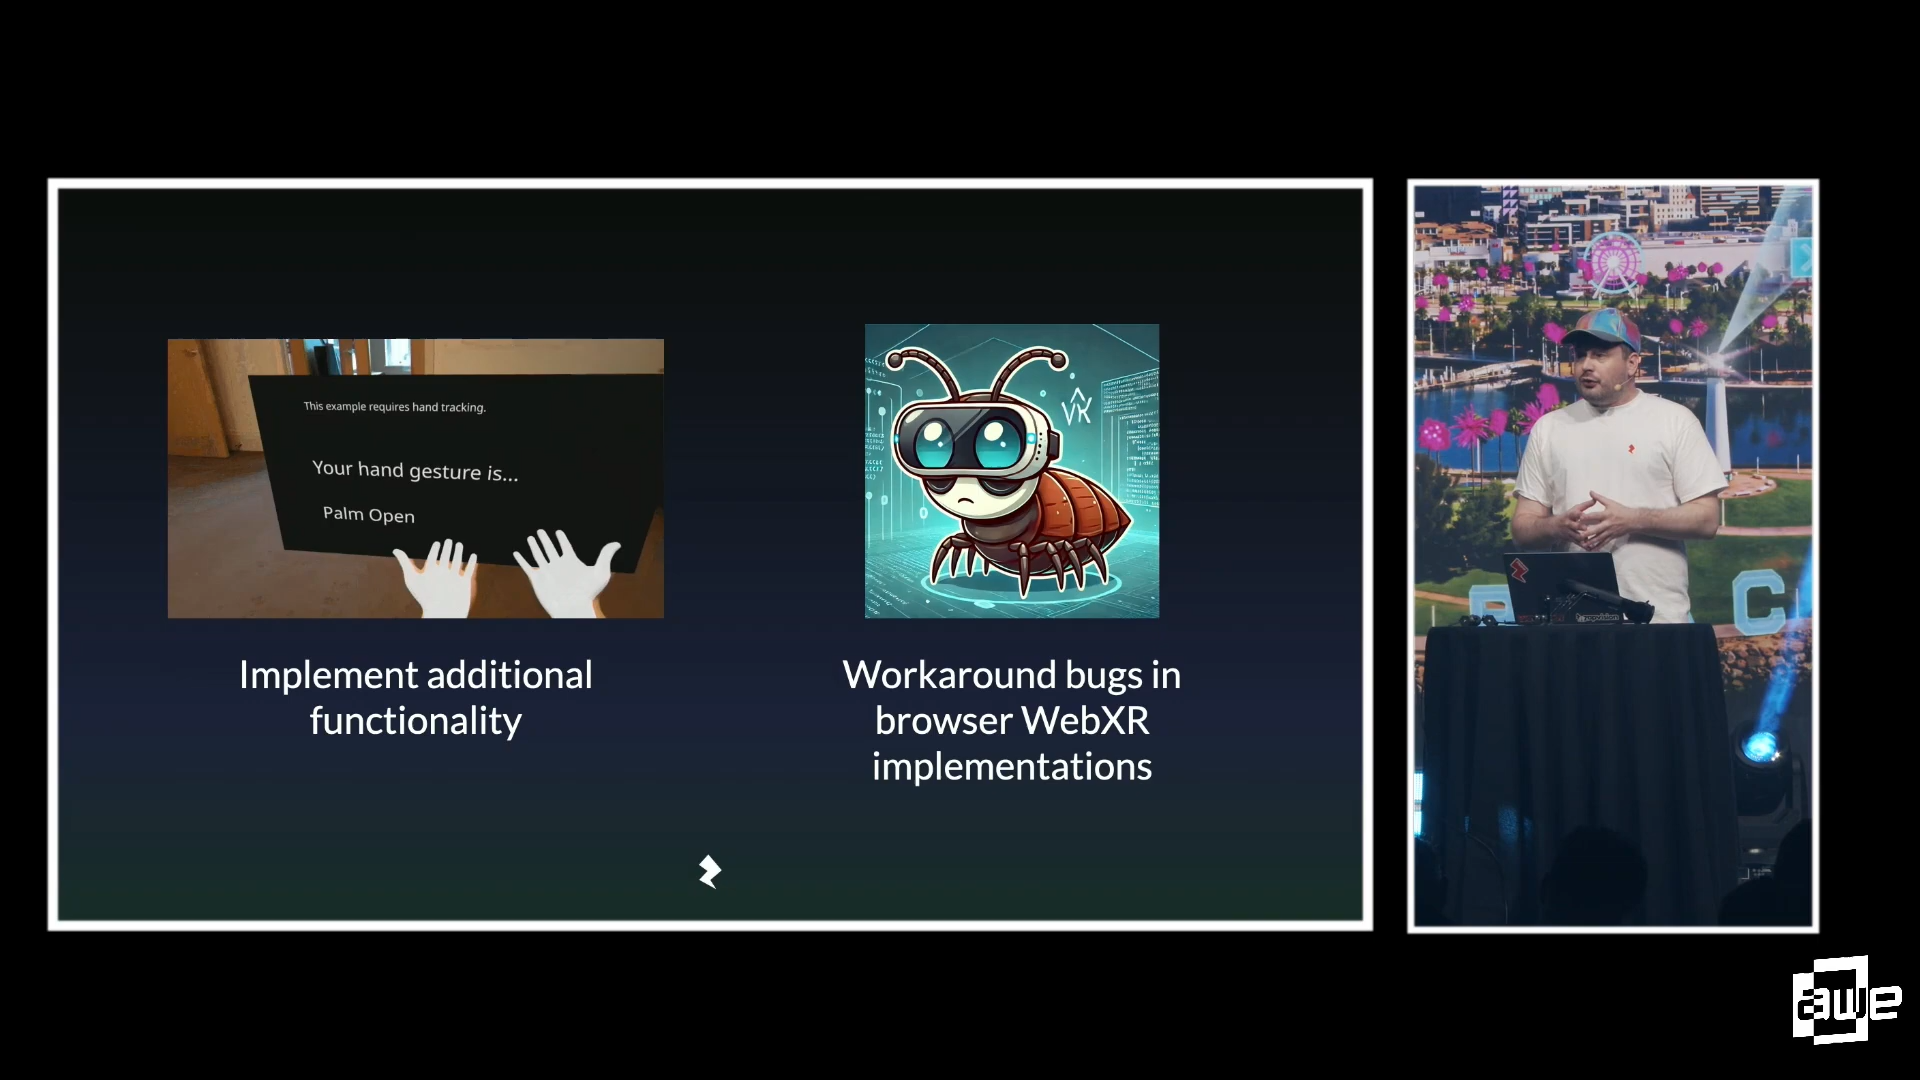 This example requires hand tracking.
Your hand gesture is...
Palm Open
VR
Implement additional
functionality
Workaround bugs in
browser WebXR
implementations
C
awe